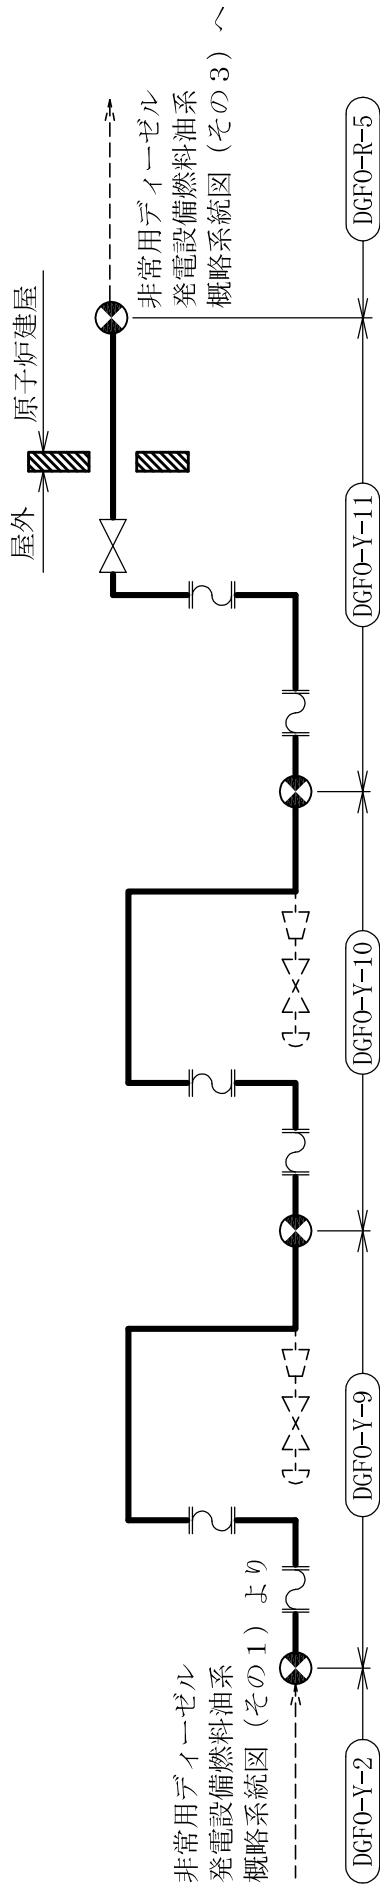 非常用ディーゼル
発電設備燃料油系
概略系統図（その１）より
屋外
原子炉建屋
非常用ディーゼル
発電設備燃料油系
概略系統図（その３）へ
DGFO-Y-2
DGFO-Y-9
DGFO-Y-10
DGFO-Y-11
DGFO-R-5